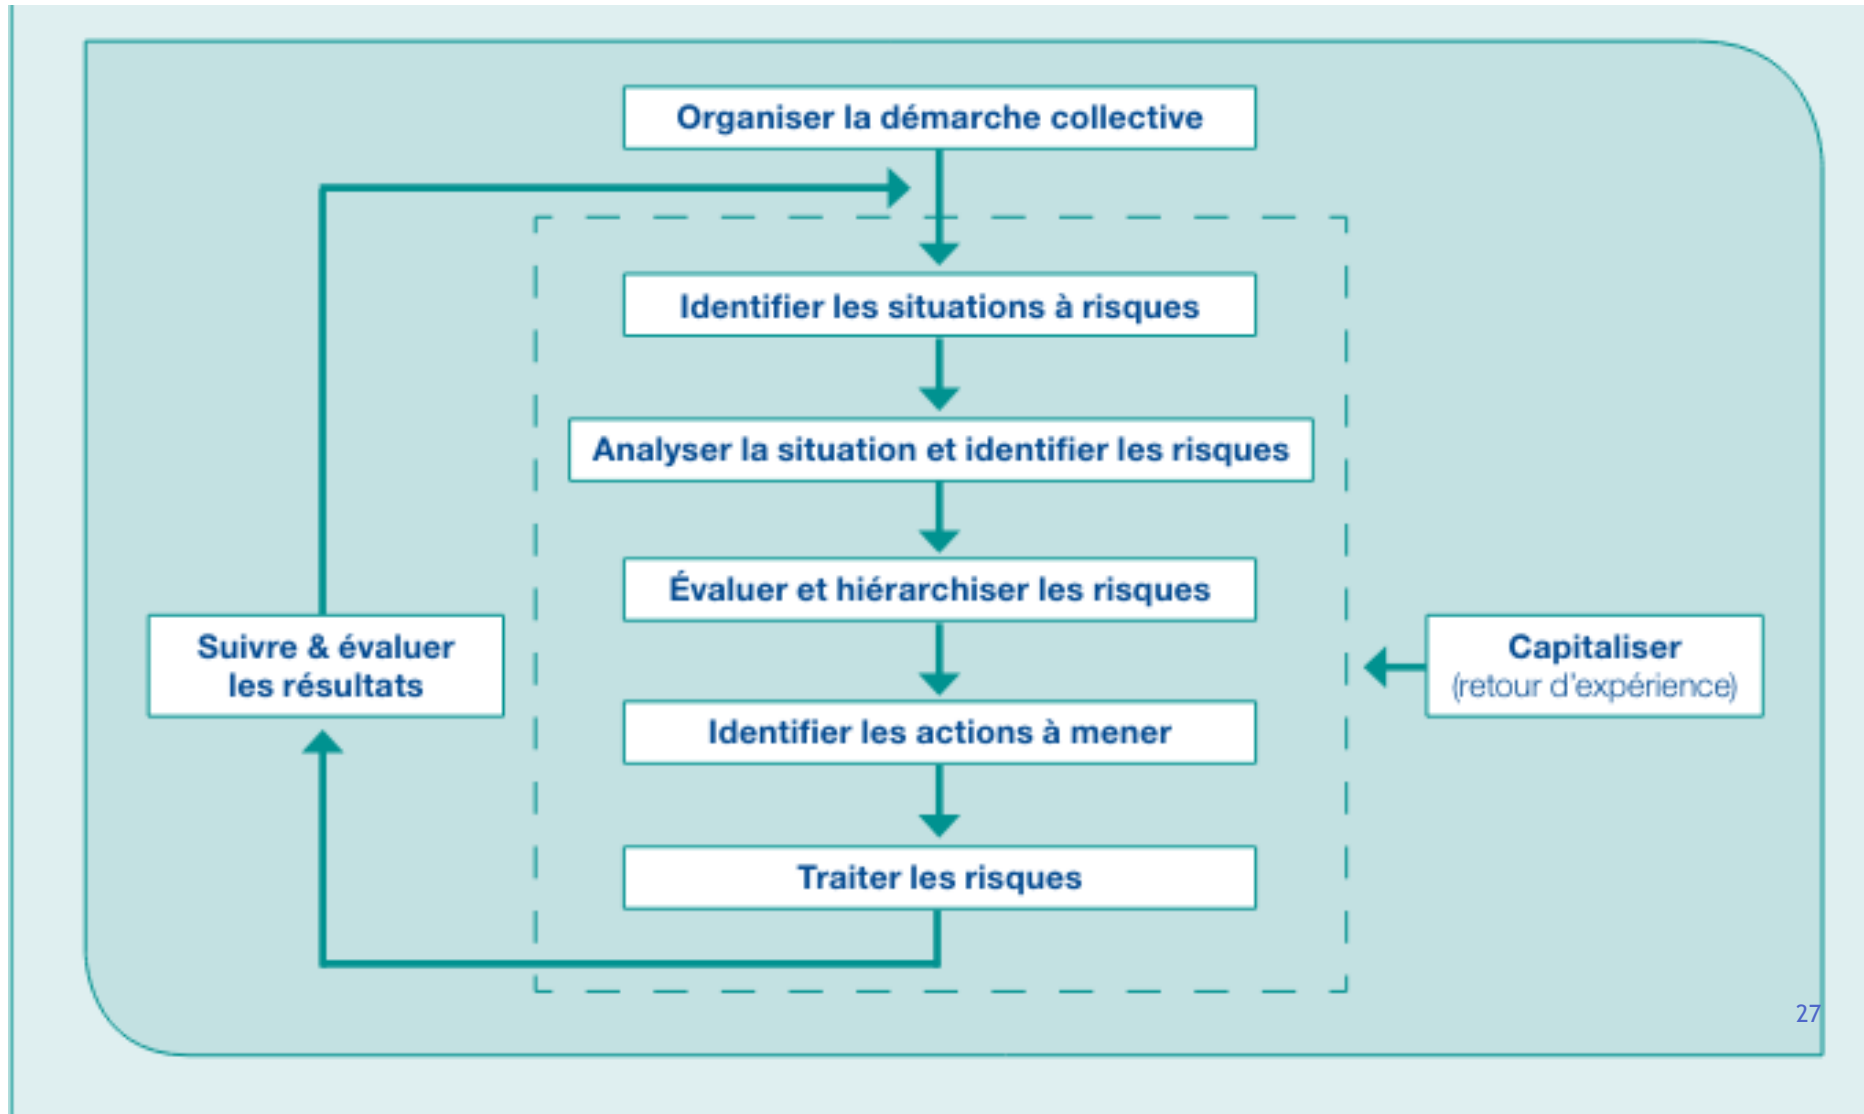 Organiser la démarche collective
Identifier les situations à risques
Analyser la situation et identifier les risques
Évaluer et hiérarchiser les risques
Suivre & évaluer
les résultats
Capitaliser
(retour d'expérience)
Identifier les actions à mener
Traiter les risques
27